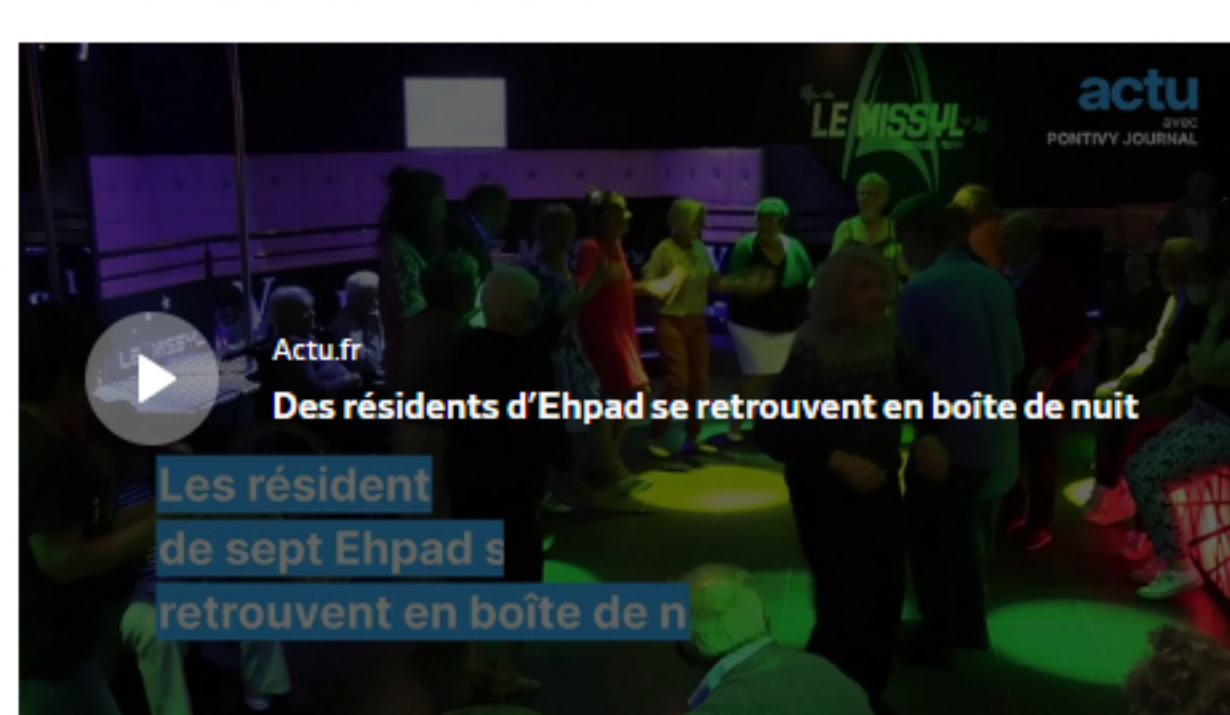 actu
avec
PONTIVY JOURNAL
LE MISSYL
Actu.fr
Des résidents d'Ehpad se retrouvent en boîte de nuit
Les résident
de sept Ehpad s
retrouvent en boîte de n